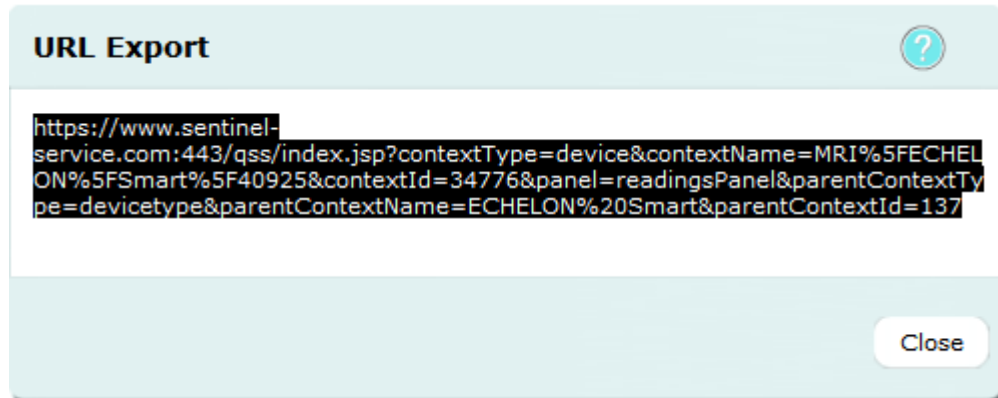 URL Export
?
https://www.sentinel-
service.com:443/qss/index.jsp?contextType=device&contextName=MRI%5FECHEL
ON%5FSmart%5F40925&contextId=34776&panel=readingsPanel&parentContextTy
pe=devicetype&parentContextName=ECHELON%20Smart&parentContextId=137
Close